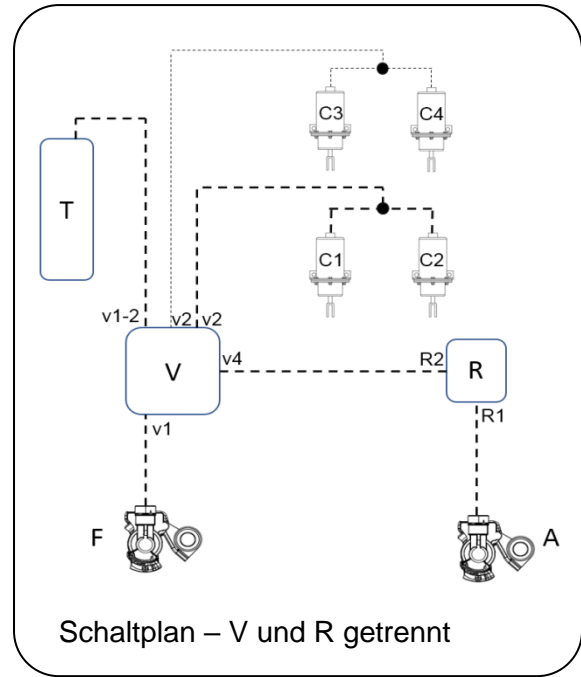 C3 C4
T
C1 C2
v1-2 v2 v2
V v4 R2 R
v1 R1
F A
Schaltplan – V und R getrennt